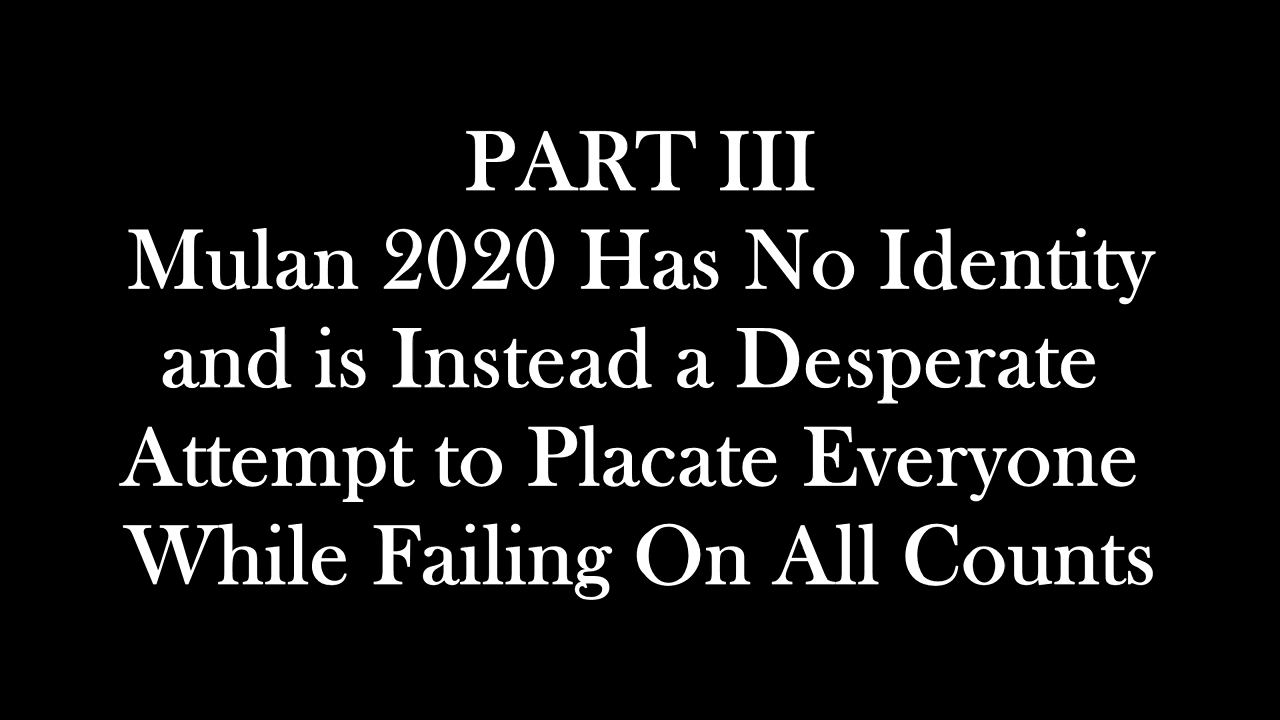 PART III
Mulan 2020 Has No Identity
and is Instead a Desperate
Attempt to Placate Everyone
While Failing On All Counts